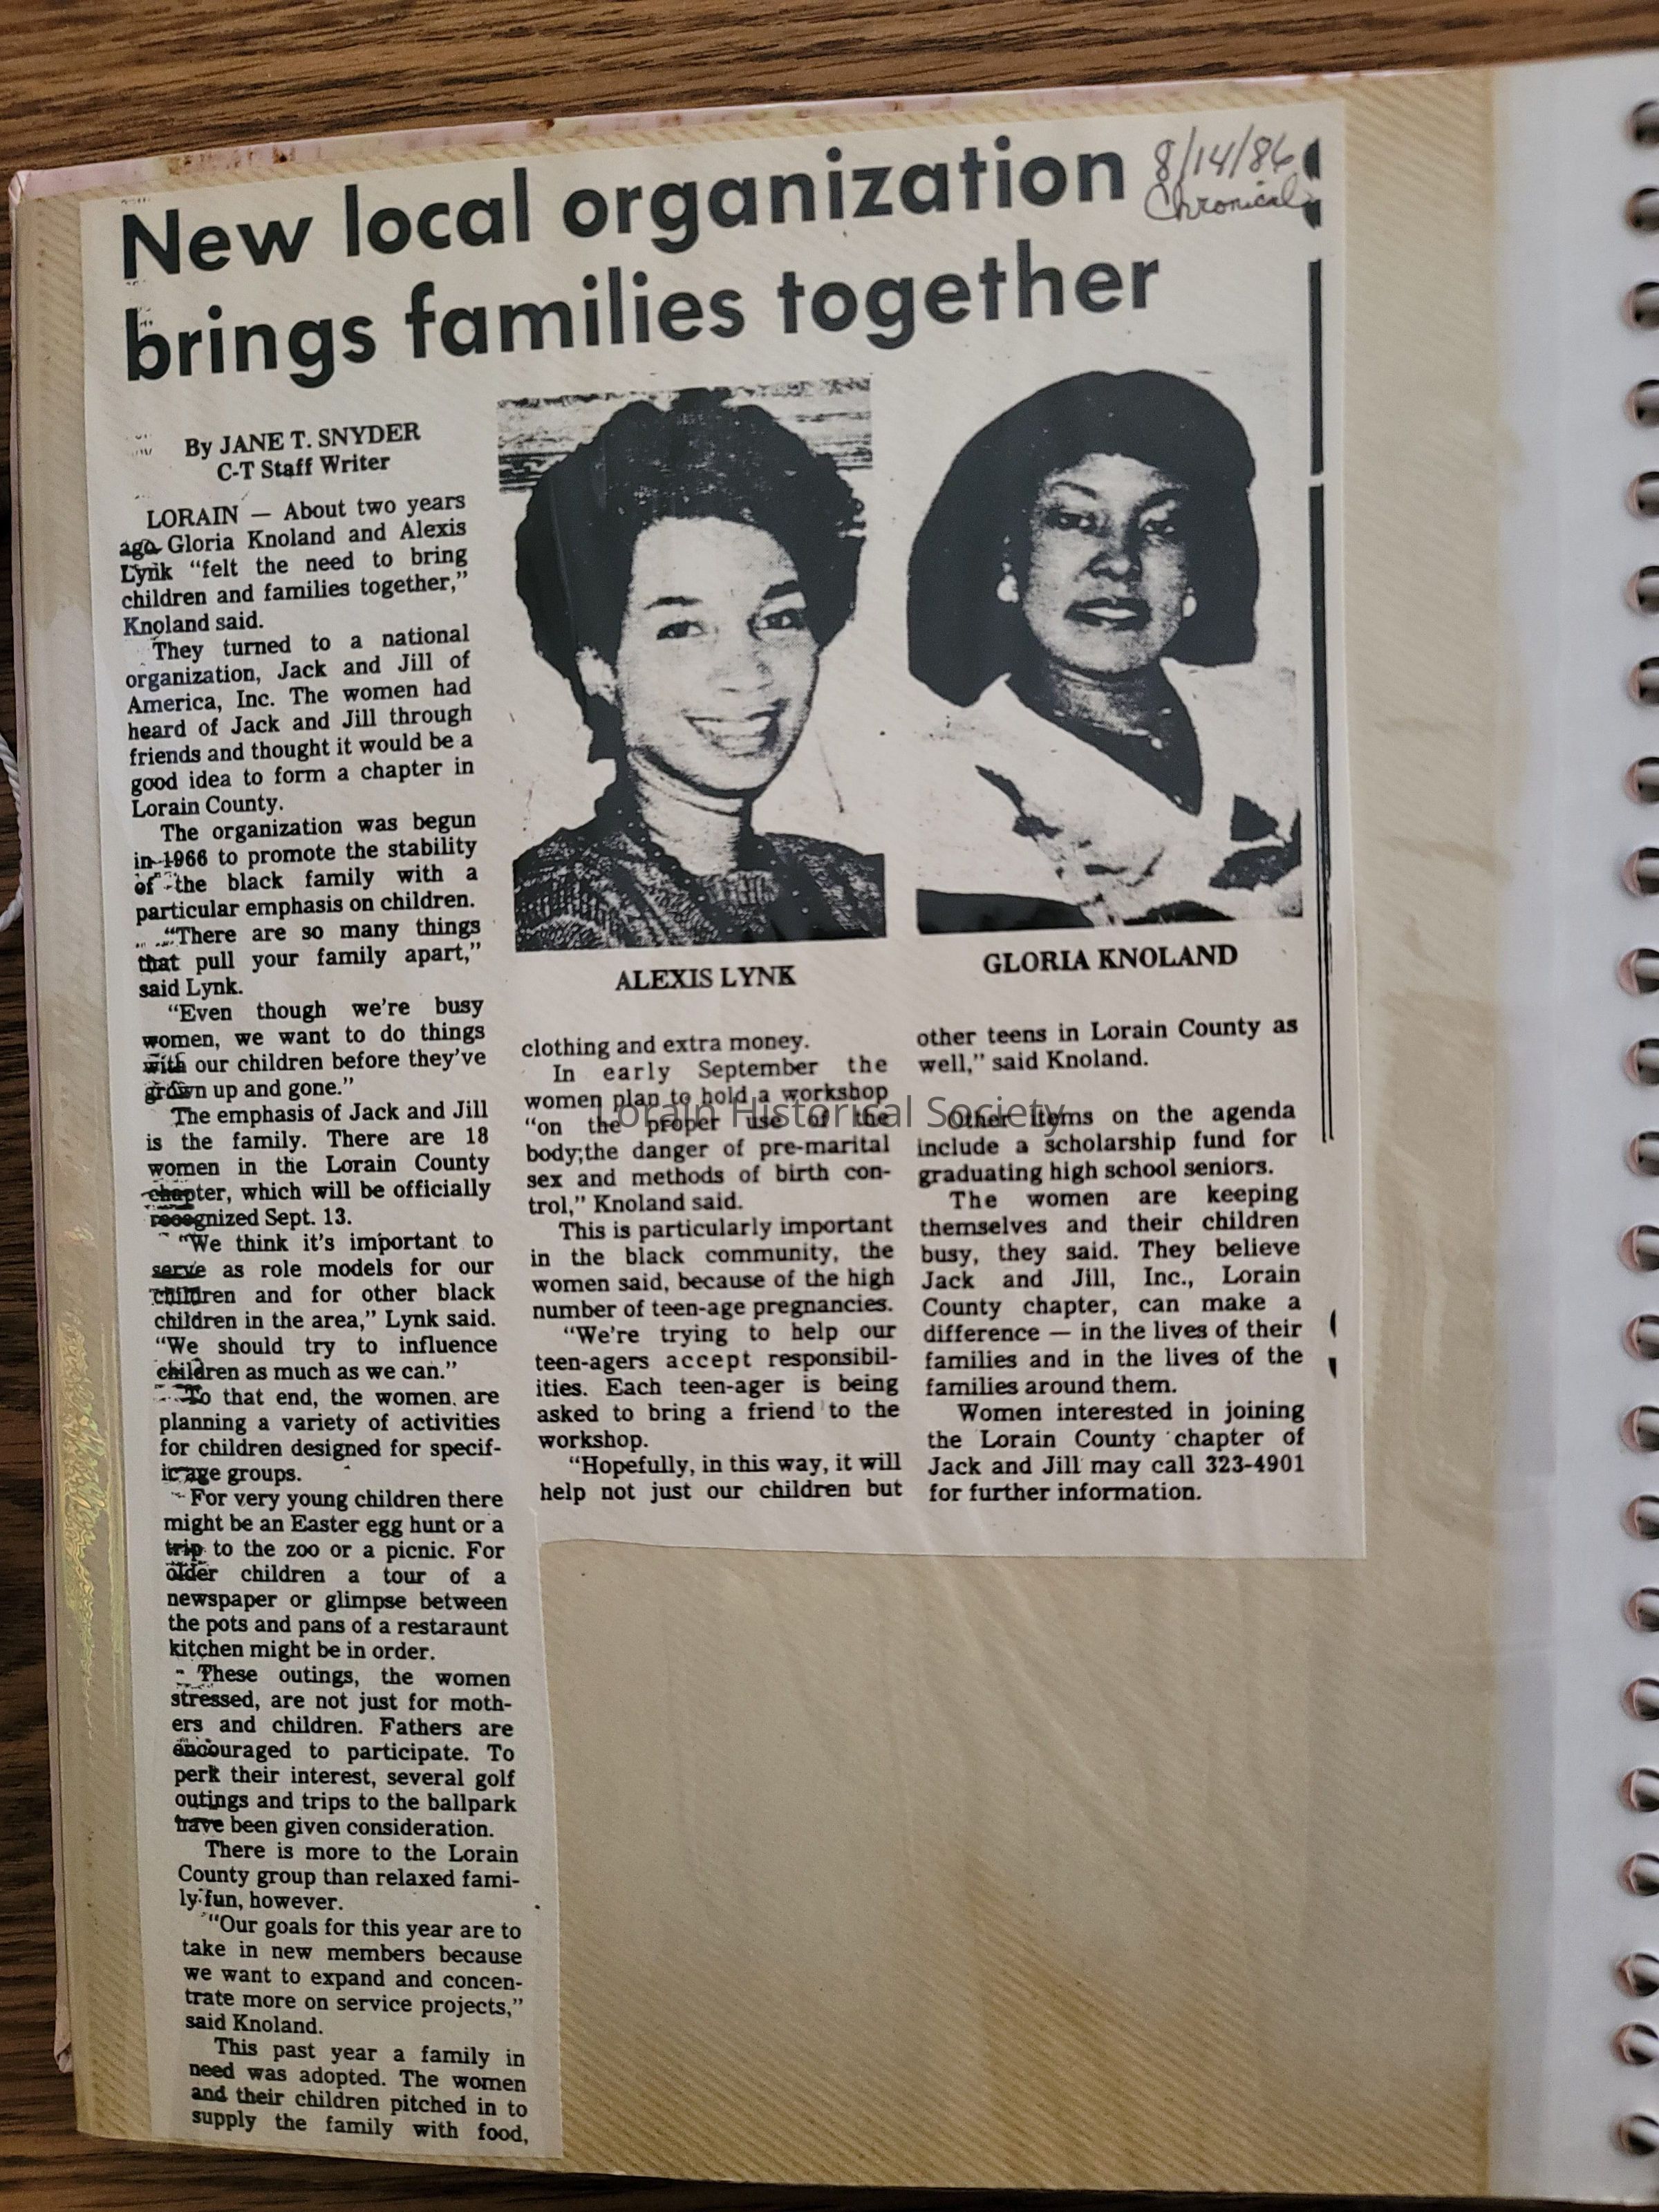 New local organization
brings families together
8/14/86
Chronical
By JANE T. SNYDER
C-T Staff Writer
LORAIN — About two years
ago Gloria Knoland and Alexis
Lynk “felt the need to bring
children and families together,”
Knoland said.
They turned to a national
organization, Jack and Jill of
America, Inc. The women had
heard of Jack and Jill through
friends and thought it would be a
good idea to form a chapter in
Lorain County.
The organization was begun
in 1966 to promote the stability
of the black family with a
particular emphasis on children.
“There are so many things
that pull your family apart,”
said Lynk.
“Even though we’re busy
women, we want to do things
with our children before they’ve
grown up and gone.”
The emphasis of Jack and Jill
is the family. There are 18
women in the Lorain County
chapter, which will be officially
recognized Sept. 13.
“We think it’s important to
serve as role models for our
children and for other black
children in the area,” Lynk said.
“We should try to influence
children as much as we can.”
To that end, the women are
planning a variety of activities
for children designed for specif-
ic age groups.
For very young children there
might be an Easter egg hunt or a
trip to the zoo or a picnic. For
older children a tour of a
newspaper or glimpse between
the pots and pans of a restaraunt
kitchen might be in order.
These outings, the women
stressed, are not just for moth-
ers and children. Fathers are
encouraged to participate. To
perk their interest, several golf
outings and trips to the ballpark
have been given consideration.
There is more to the Lorain
County group than relaxed fami-
ly fun, however.
“Our goals for this year are to
take in new members because
we want to expand and concen-
trate more on service projects,”
said Knoland.
This past year a family in
need was adopted. The women
and their children pitched in to
supply the family with food,
ALEXIS LYNK
clothing and extra money.
In early September the
women plan to hold a workshop
“on the proper use of the
body;the danger of pre-marital
sex and methods of birth con-
trol,” Knoland said.
This is particularly important
in the black community, the
women said, because of the high
number of teen-age pregnancies.
“We’re trying to help our
teen-agers accept responsibil-
ities. Each teen-ager is being
asked to bring a friend to the
workshop.
“Hopefully, in this way, it will
help not just our children but
GLORIA KNOLAND
other teens in Lorain County as
well,” said Knoland.
Other items on the agenda
include a scholarship fund for
graduating high school seniors.
The women are keeping
themselves and their children
busy, they said. They believe
Jack and Jill, Inc., Lorain
County chapter, can make a
difference — in the lives of their
families and in the lives of the
families around them.
Women interested in joining
the Lorain County chapter of
Jack and Jill may call 323-4901
for further information.
Lorain Historical Society